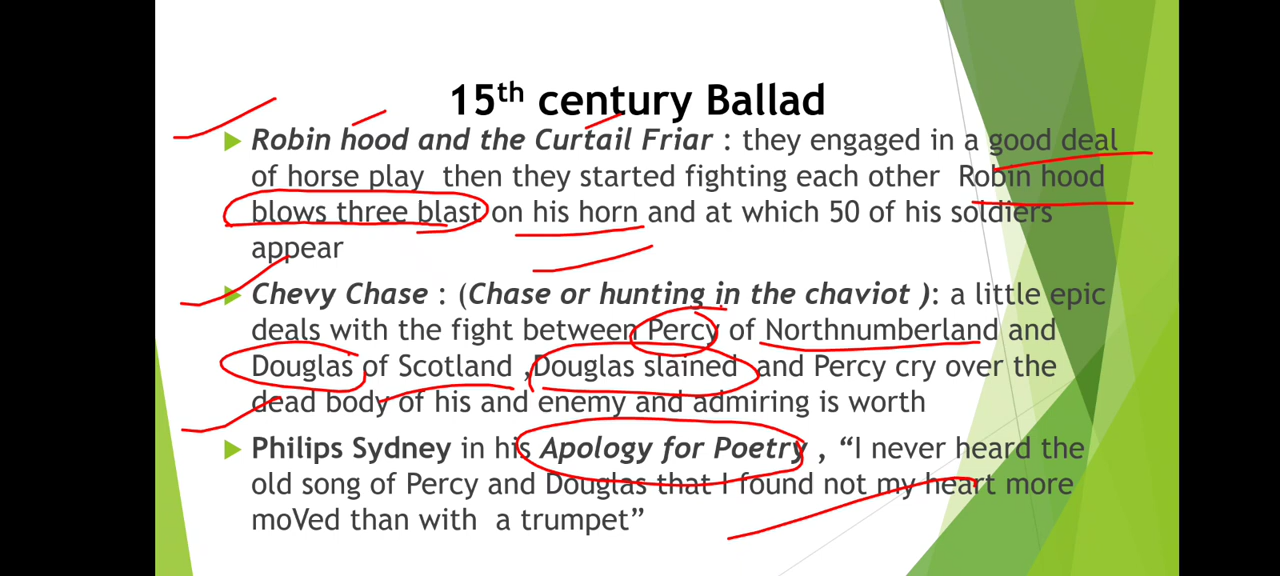 15th century Ballad
Robin hood and the Curtail Friar : they engaged in a good deal
of horse play then they started fighting each other Robin hood
blows three blast on his horn and at which 50 of his soldiers
appear
Chevy Chase : (Chase or hunting in the chaviot ): a little epic
deals with the fight between Percy of Northnumberland and
Douglas of Scotland ,Douglas slained and Percy cry over the
dead body of his and enemy and admiring is worth
Philips Sydney in his Apology for Poetry , “I never heard the
old song of Percy and Douglas that I found not my heart more
moVed than with a trumpet”